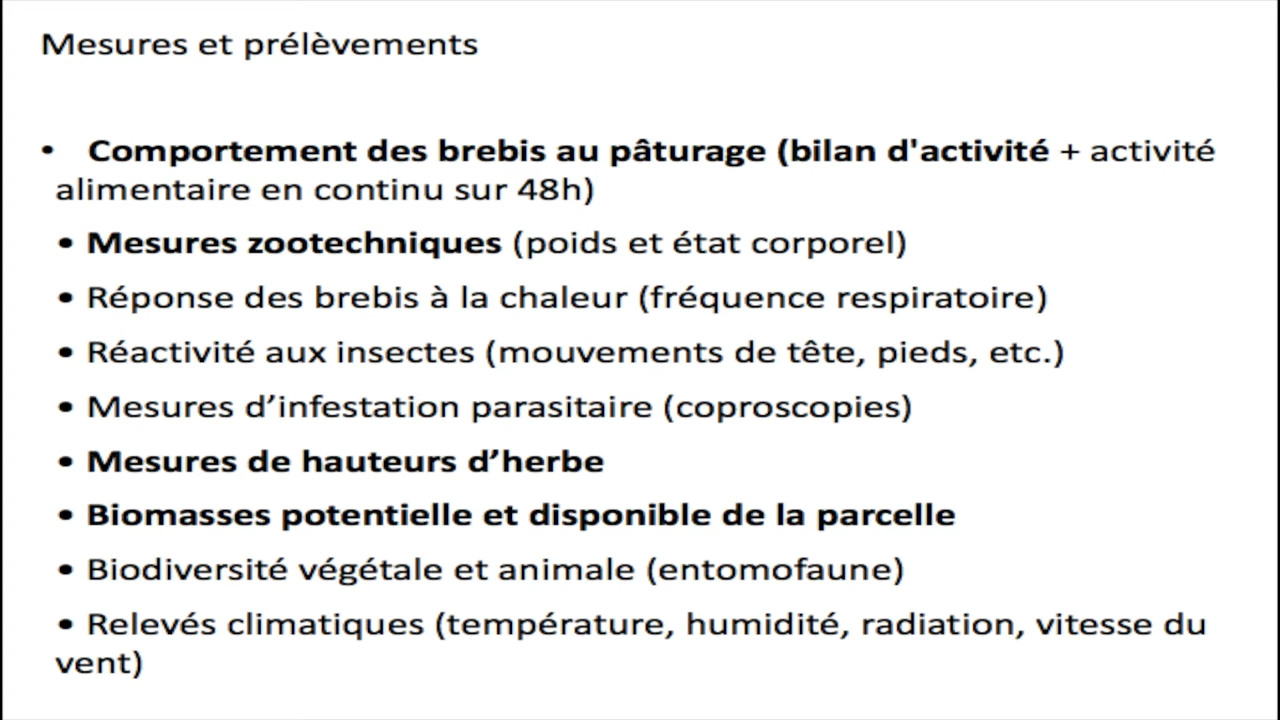 Mesures et prélèvements
• Comportement des brebis au pâturage (bilan d'activité + activité
alimentaire en continu sur 48h)
• Mesures zootechniques (poids et état corporel)
• Réponse des brebis à la chaleur (fréquence respiratoire)
• Réactivité aux insectes (mouvements de tête, pieds, etc.)
• Mesures d’infestation parasitaire (coproscopies)
• Mesures de hauteurs d’herbe
• Biomasses potentielle et disponible de la parcelle
• Biodiversité végétale et animale (entomofaune)
• Relevés climatiques (température, humidité, radiation, vitesse du
vent)